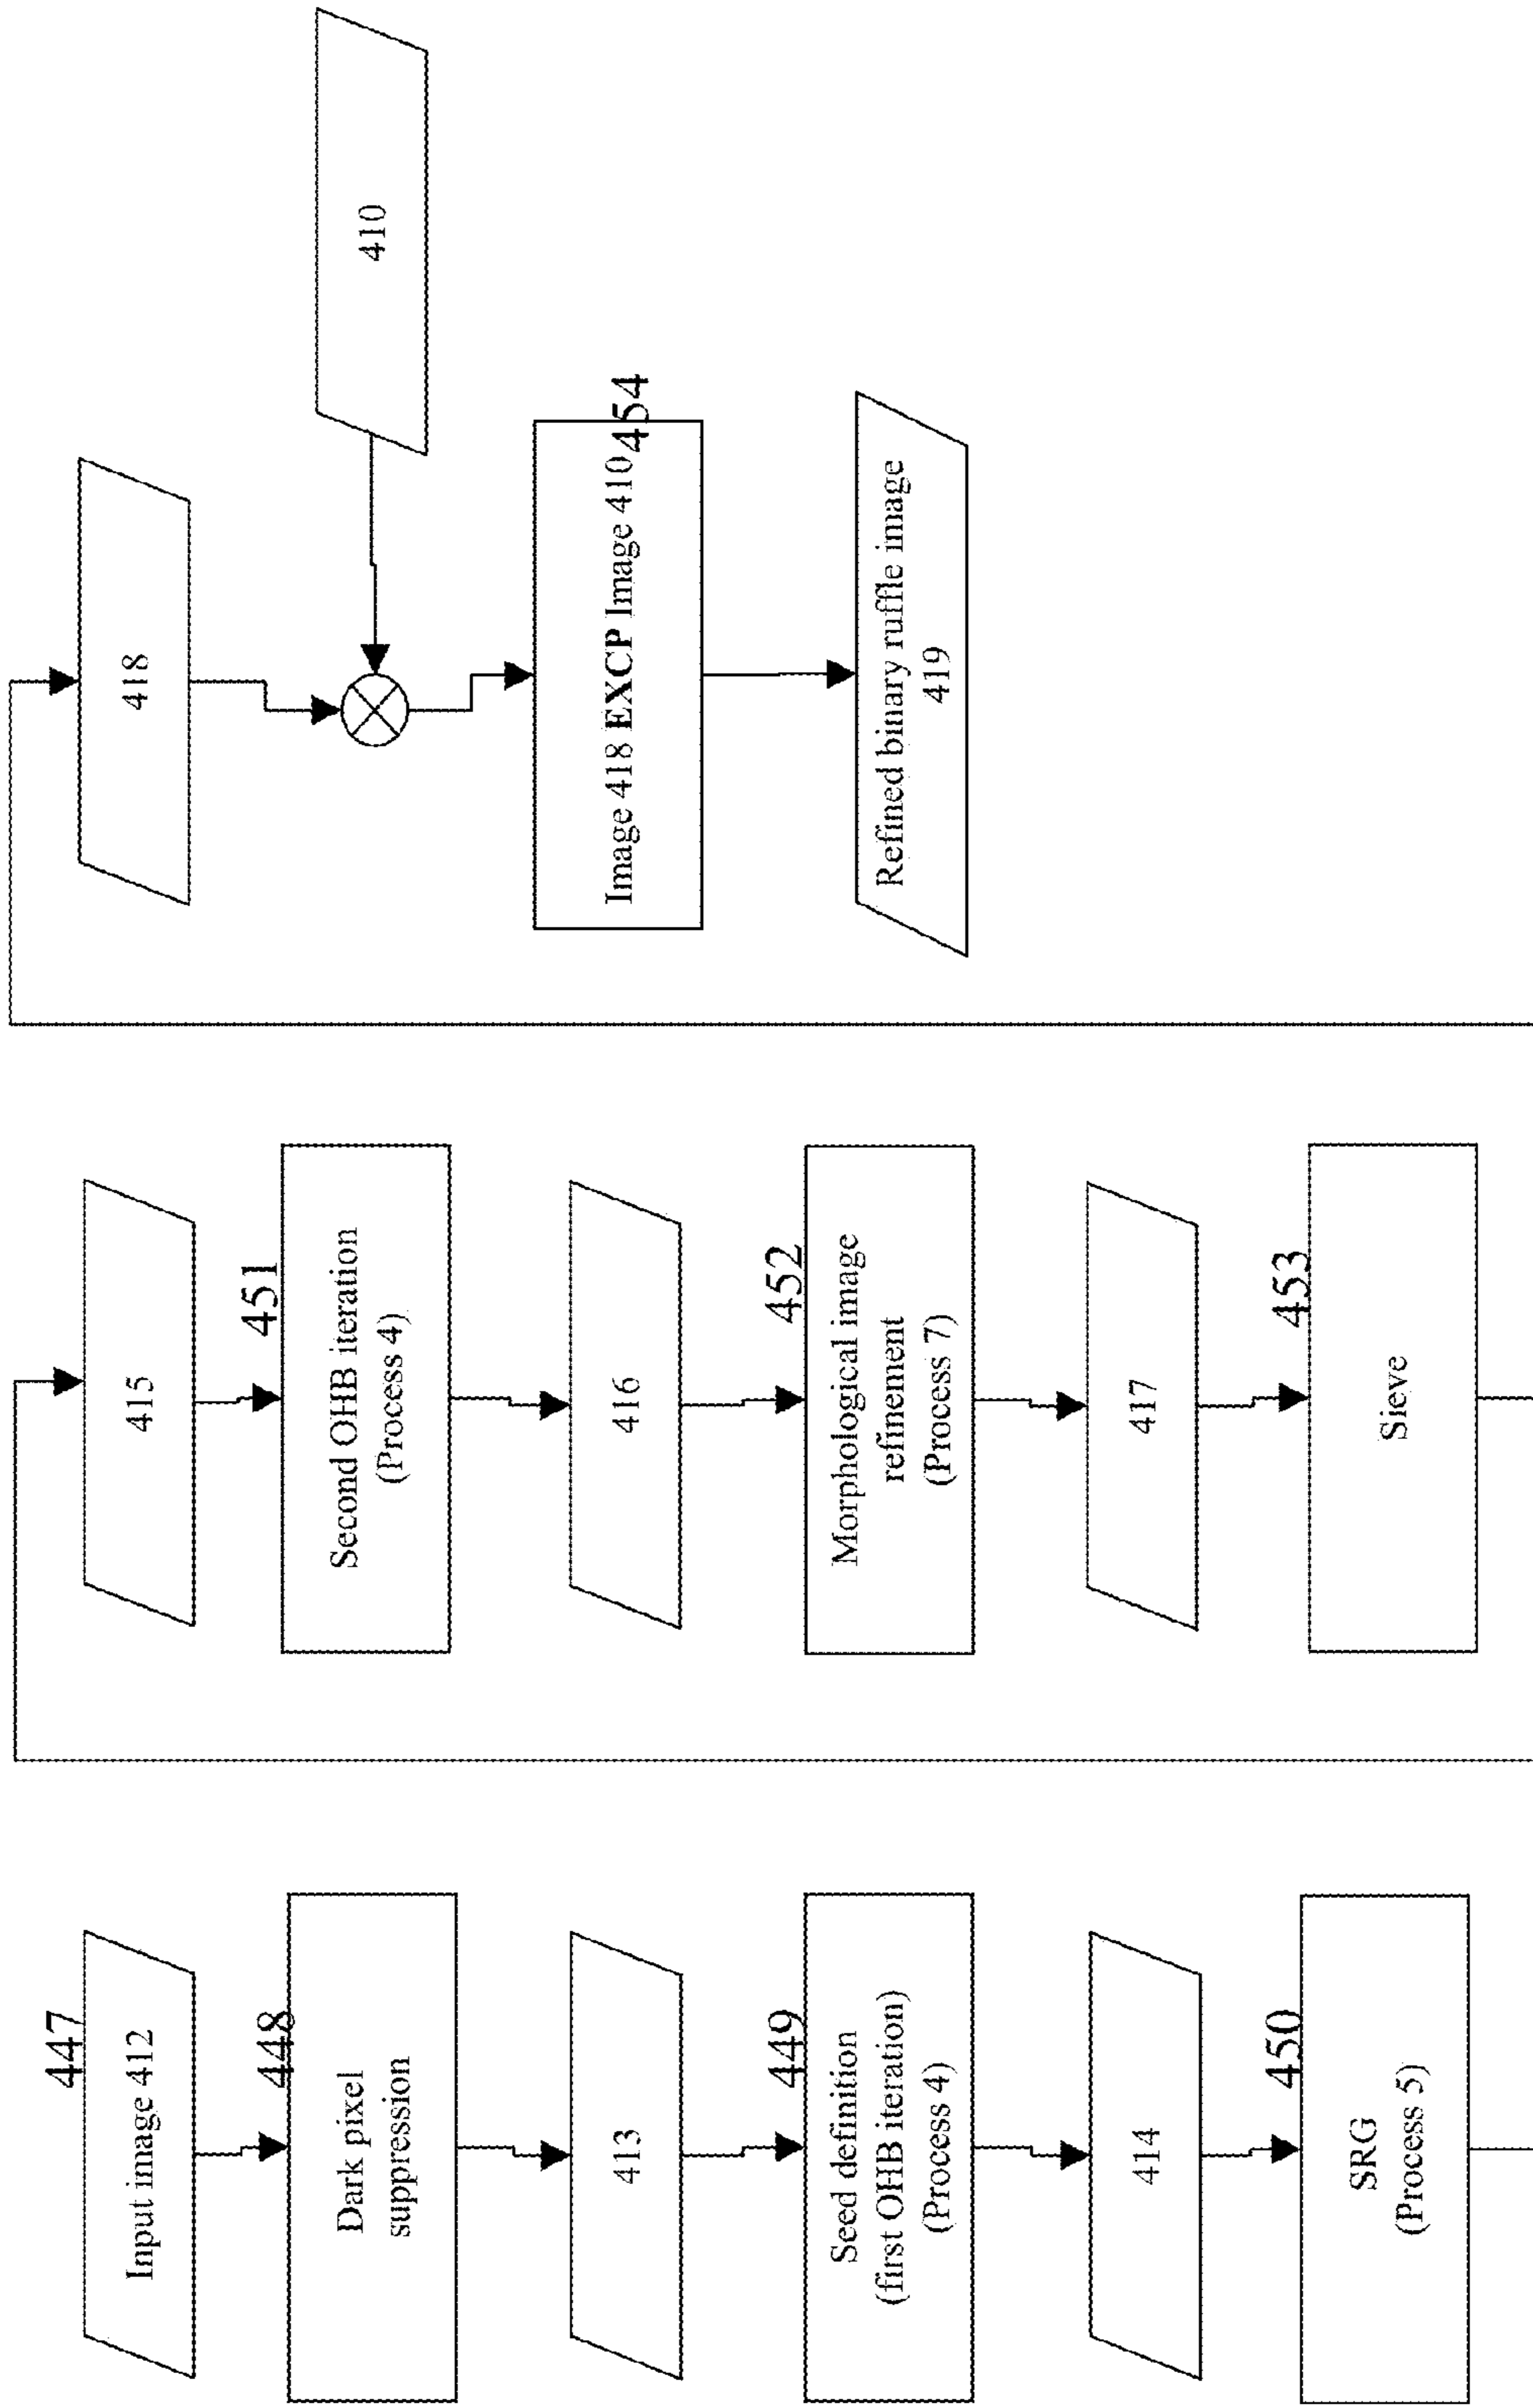 447
Input image 412
448
Dark pixel
suppression
413
449
Seed definition
(first OHB iteration)
(Process 4)
414
450
SRG
(Process 5)
415
451
Second OHB iteration
(Process 4)
416
452
Morphological image
refinement
(Process 7)
417
453
Sieve
418
410
454
Image 418 EXCP Image 410
Refined binary ruffle image
419